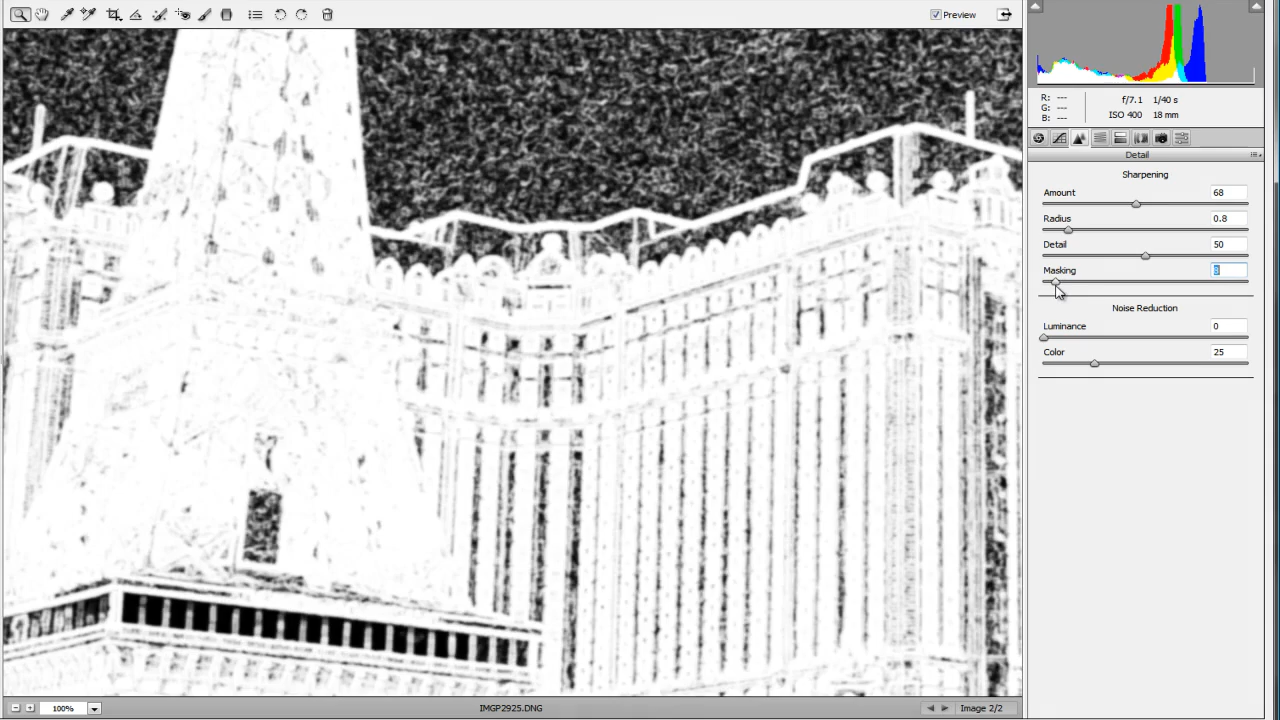 Preview
R: ---
G: ---
B: ---
f/7.1 1/40 s
ISO 400 18 mm
Detail
Sharpening
Amount 68
Radius 0.8
Detail 50
Masking
Noise Reduction
Luminance 0
Color 25
100%
IMGP2925.DNG
Image 2/2